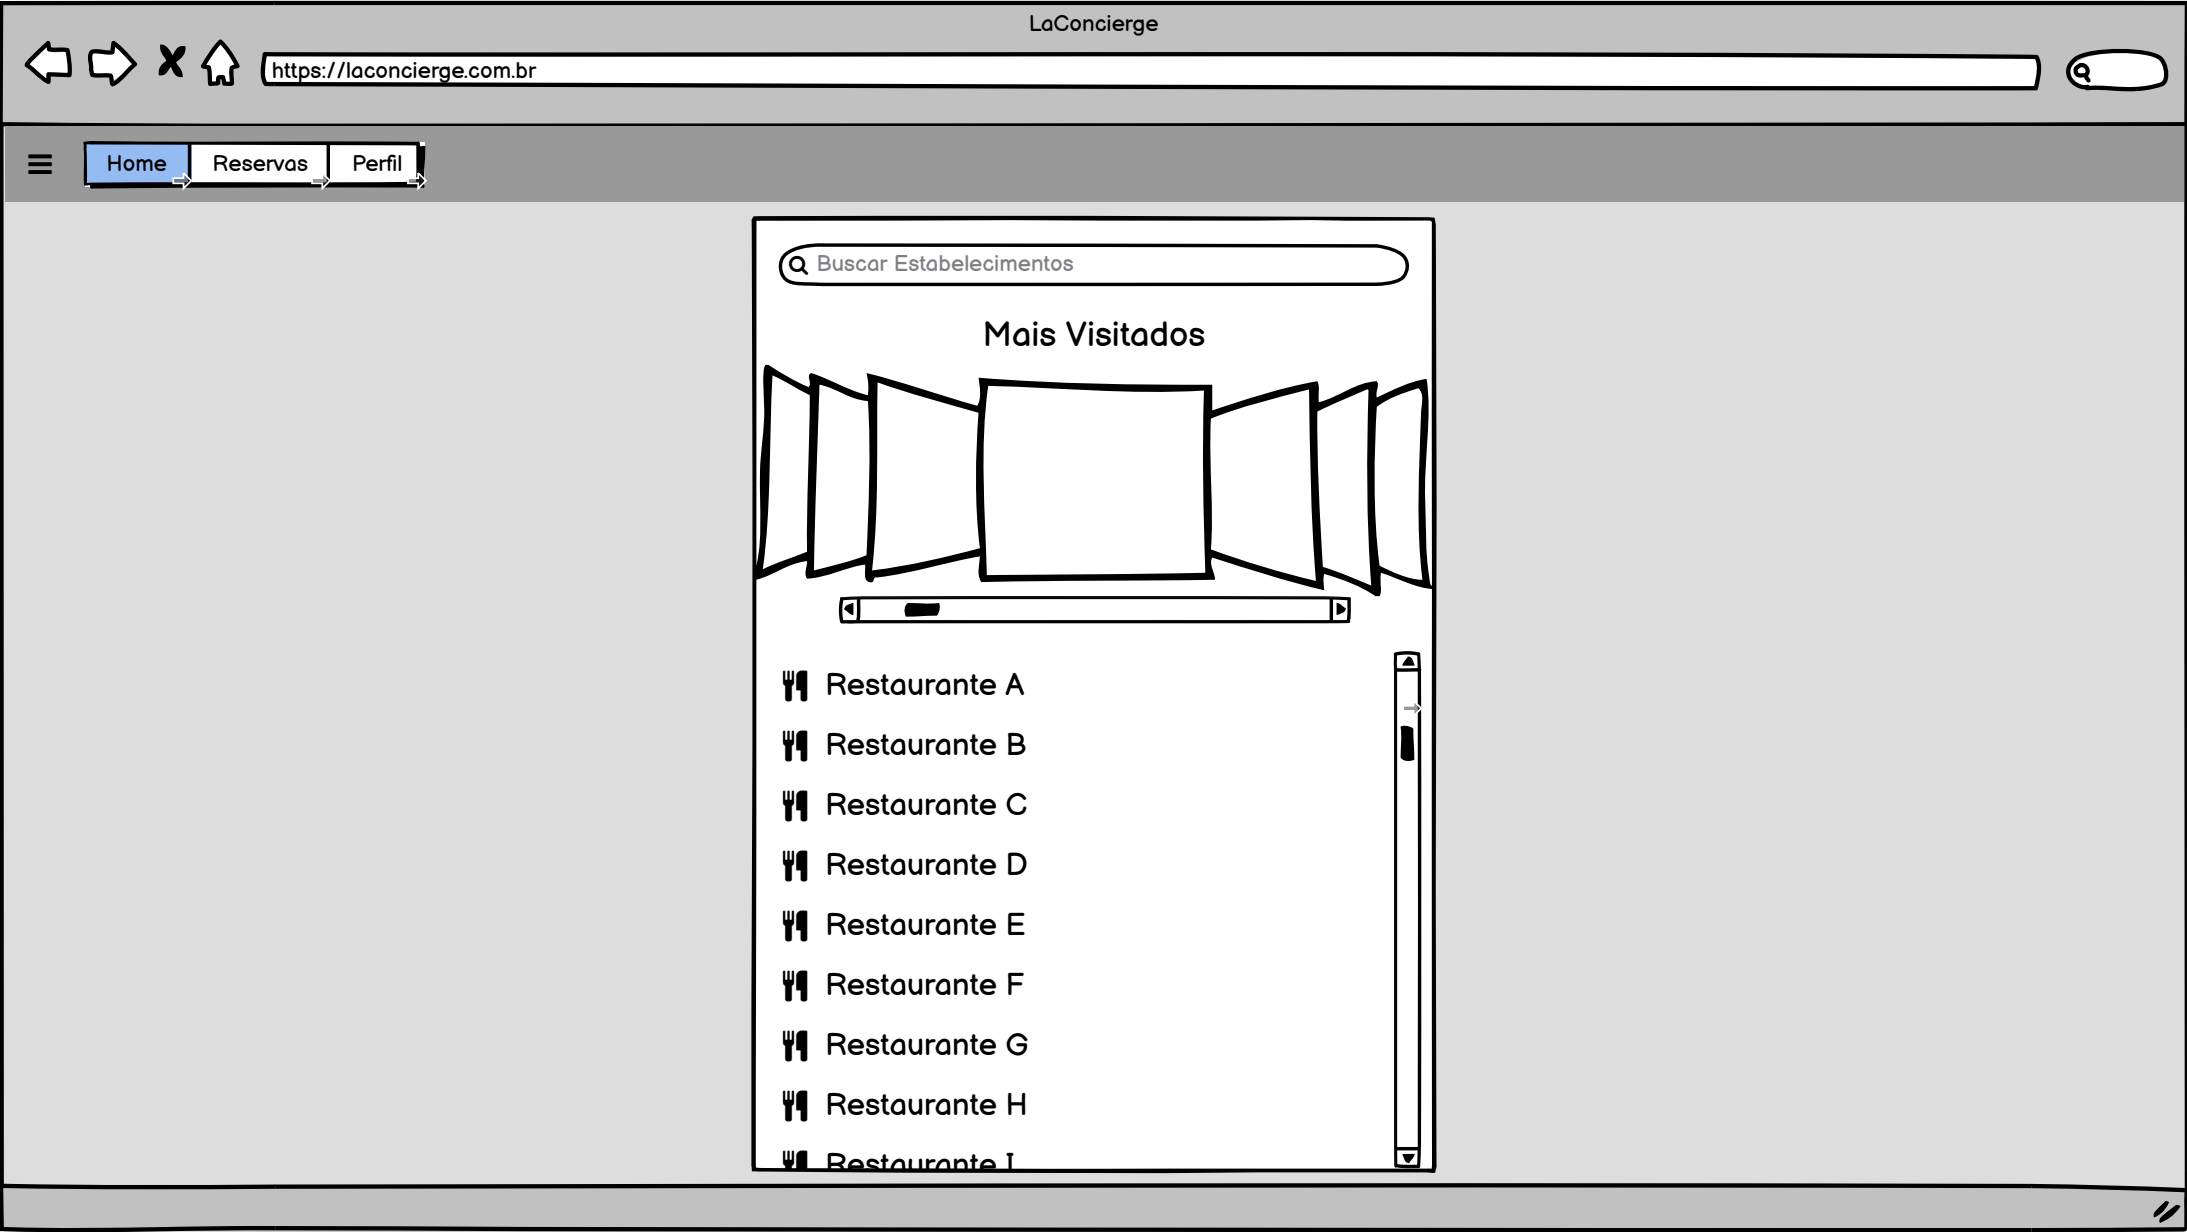 LaConcierge
https://laconcierge.com.br
Home Reservas Perfil
Buscar Estabelecimentos
Mais Visitados
Restaurante A
Restaurante B
Restaurante C
Restaurante D
Restaurante E
Restaurante F
Restaurante G
Restaurante H
Restaurante I